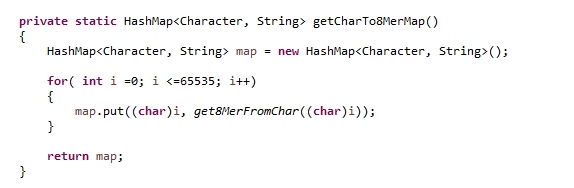 private static HashMap<Character, String> getCharTo8MerMap()
{
    HashMap<Character, String> map = new HashMap<Character, String>();

    for( int i =0; i <=65535; i++)
    {
        map.put((char)i, get8MerFromChar((char)i));
    }

    return map;
}